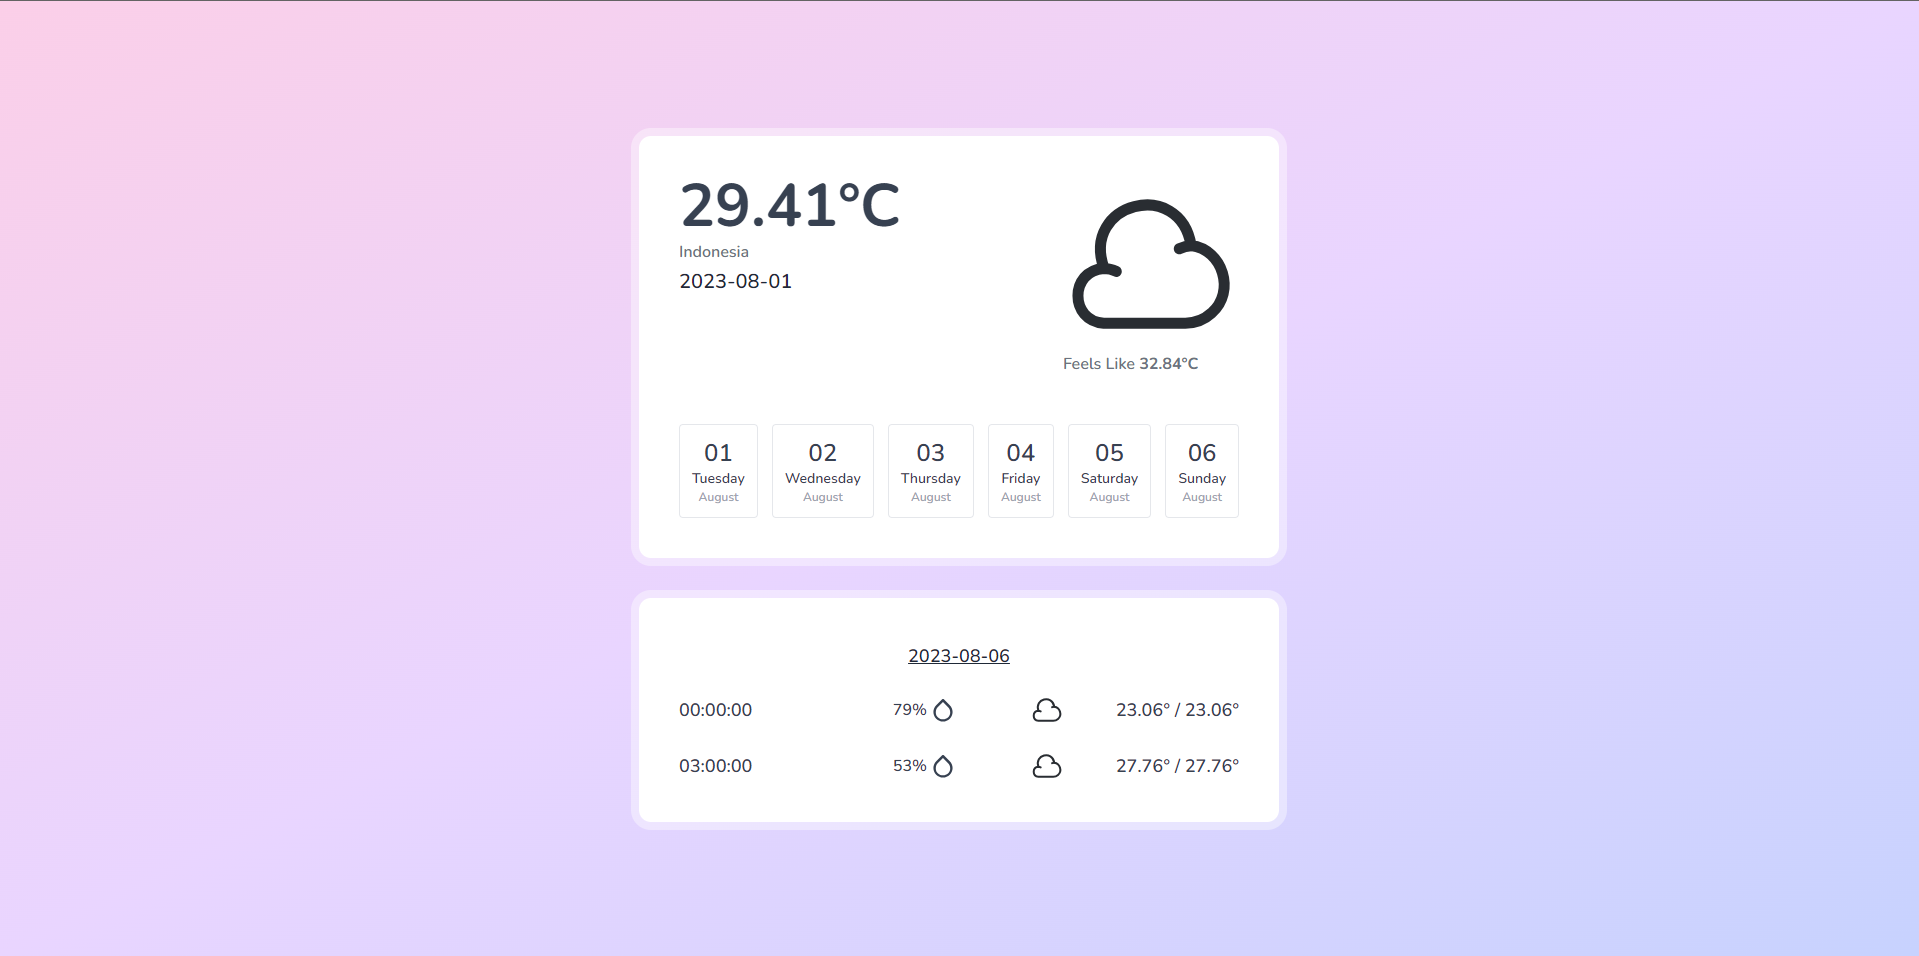 29.41°C
Indonesia
2023-08-01
Feels Like 32.84°C
01 02 03 04 05 06
Tuesday Wednesday Thursday Friday Saturday Sunday
August August August August August August
2023-08-06
00:00:00 79% 23.06° / 23.06°
03:00:00 53% 27.76° / 27.76°